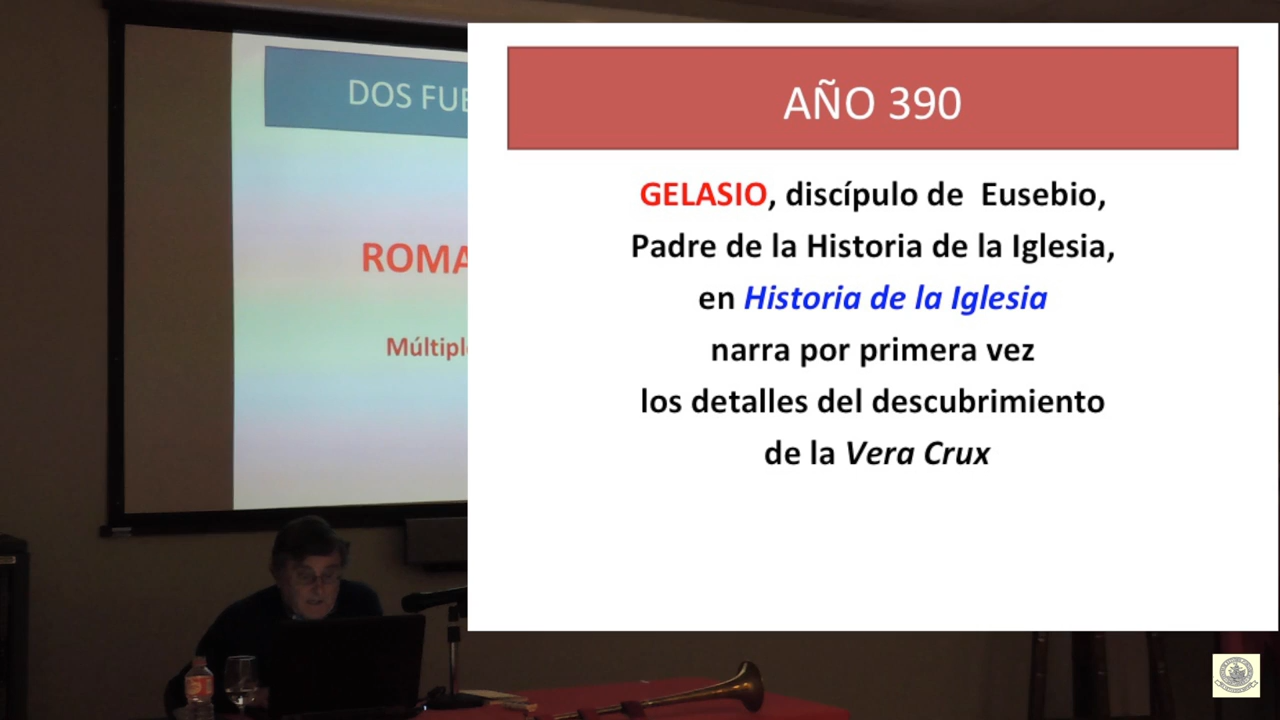 DOS FUE
ROMA
Múltipl
AÑO 390
GELASIO, discípulo de Eusebio,
Padre de la Historia de la Iglesia,
en Historia de la Iglesia
narra por primera vez
los detalles del descubrimiento
de la Vera Crux